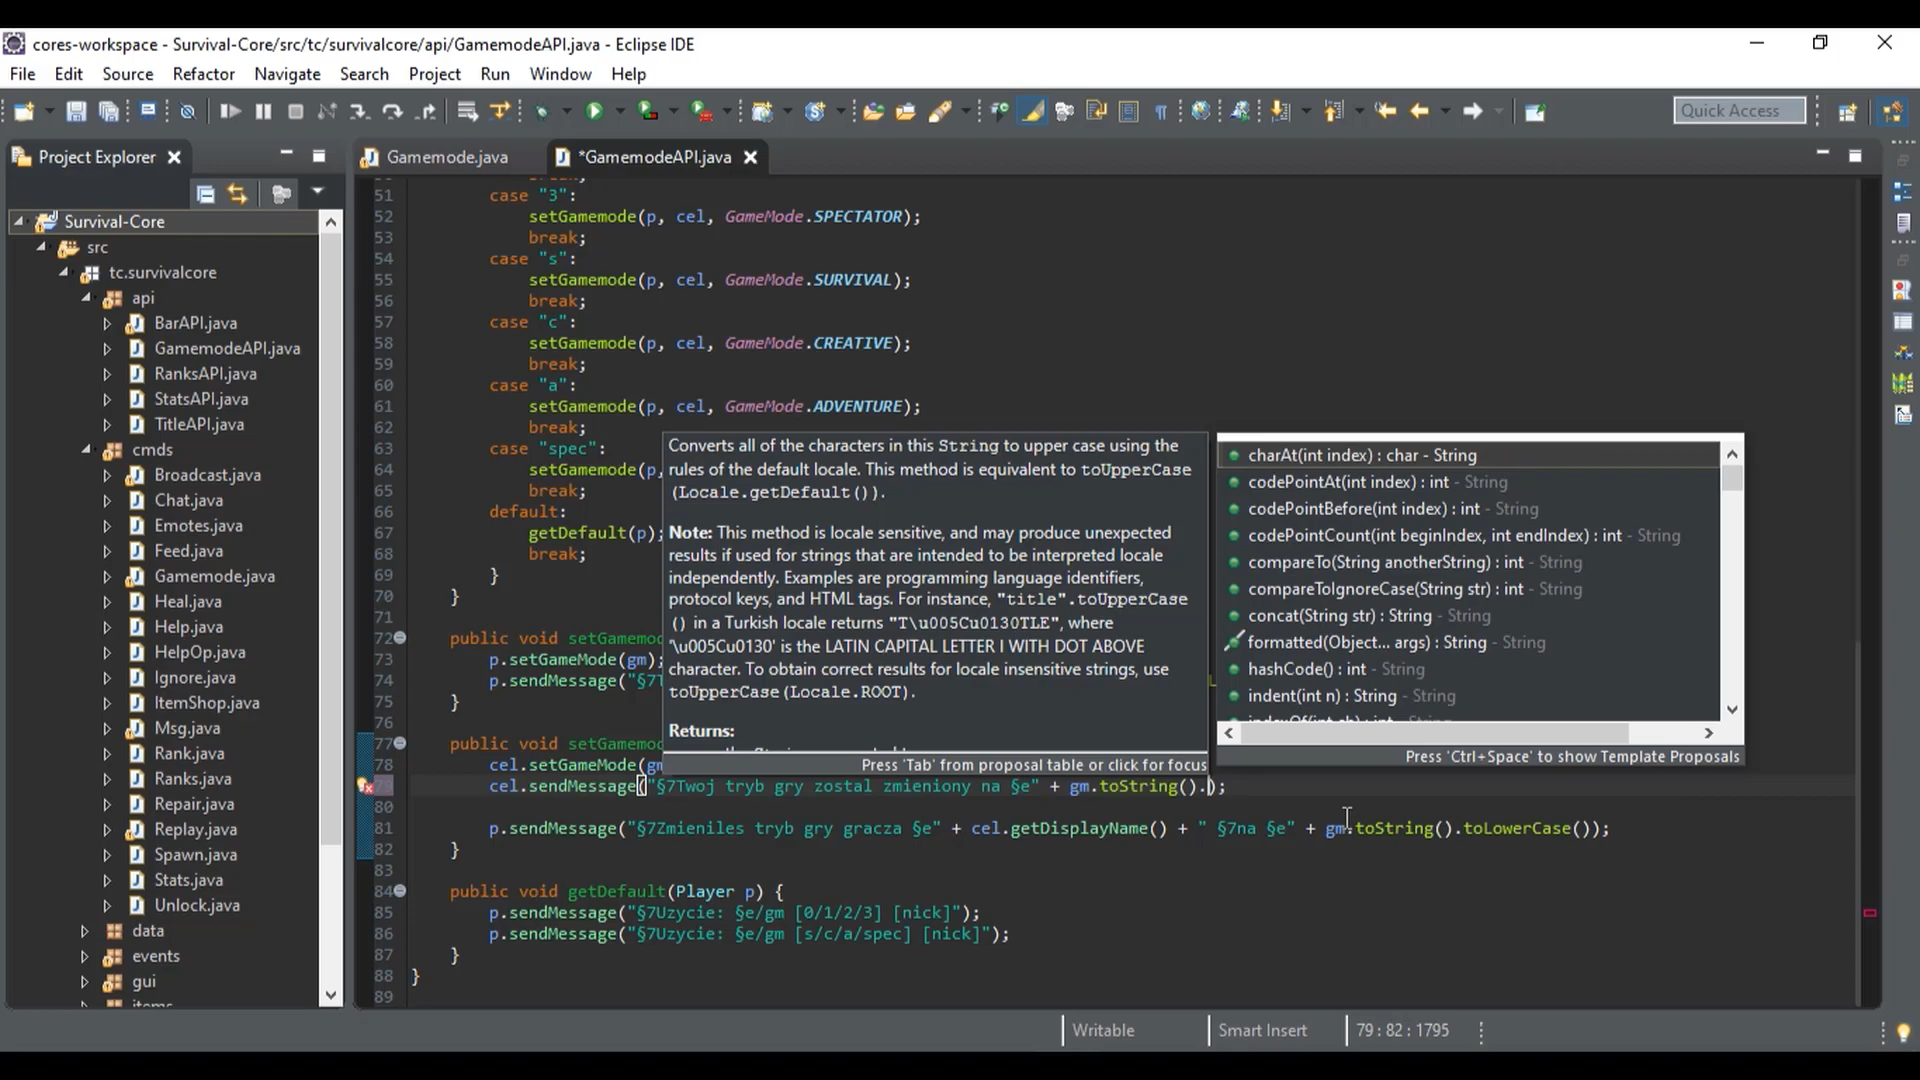 cores-workspace - Survival-Core/src/tc/survivalcore/api/GamemodeAPI.java - Eclipse IDE
File Edit Source Refactor Navigate Search Project Run Window Help
Quick Access
Project Explorer
Survival-Core
src
tc.survivalcore
api
BarAPI.java
GamemodeAPI.java
RanksAPI.java
StatsAPI.java
TitleAPI.java
cmds
Broadcast.java
Chat.java
Emotes.java
Feed.java
Gamemode.java
Heal.java
Help.java
HelpOp.java
Ignore.java
ItemShop.java
Msg.java
Rank.java
Ranks.java
Repair.java
Replay.java
Spawn.java
Stats.java
Unlock.java
data
events
gui
items
Gamemode.java *GamemodeAPI.java
51 case "3":
52 setGamemode(p, cel, GameMode.SPECTATOR);
53 break;
54 case "s":
55 setGamemode(p, cel, GameMode.SURVIVAL);
56 break;
57 case "c":
58 setGamemode(p, cel, GameMode.CREATIVE);
59 break;
60 case "a":
61 setGamemode(p, cel, GameMode.ADVENTURE);
62 break;
63 case "spec":
64 setGamemode(p,
65 break;
66 default:
67 getDefault(p);
68 break;
69 }
70 }
71
72 public void setGamemo
73 p.setGameMode(gm);
74 p.sendMessage("§7T
75 }
76
77 public void setGamemo
78 cel.setGameMode(gm
79 cel.sendMessage("§7Twoj tryb gry zostal zmieniony na §e" + gm.toString().);
80
81 p.sendMessage("§7Zmieniles tryb gry gracza §e" + cel.getDisplayName() + " §7na §e" + gm.toString().toLowerCase());
82 }
83
84 public void getDefault(Player p) {
85 p.sendMessage("§7Uzycie: §e/gm [0/1/2/3] [nick]");
86 p.sendMessage("§7Uzycie: §e/gm [s/c/a/spec] [nick]");
87 }
88 }
89
Converts all of the characters in this String to upper case using the
rules of the default locale. This method is equivalent to toUpperCase
(Locale.getDefault()).
Note: This method is locale sensitive, and may produce unexpected
results if used for strings that are intended to be interpreted locale
independently. Examples are programming language identifiers,
protocol keys, and HTML tags. For instance, "title".toUpperCase
() in a Turkish locale returns "T\u005Cu0130TLE", where
'\u005Cu0130' is the LATIN CAPITAL LETTER I WITH DOT ABOVE
character. To obtain correct results for locale insensitive strings, use
toUpperCase(Locale.ROOT).
Returns:
Press 'Tab' from proposal table or click for focus
charAt(int index) : char - String
codePointAt(int index) : int - String
codePointBefore(int index) : int - String
codePointCount(int beginIndex, int endIndex) : int - String
compareTo(String anotherString) : int - String
compareToIgnoreCase(String str) : int - String
concat(String str) : String - String
formatted(Object... args) : String - String
hashCode() : int - String
indent(int n) : String - String
indexOf(int ch) : int - String
Press 'Ctrl+Space' to show Template Proposals
Writable Smart Insert 79 : 82 : 1795